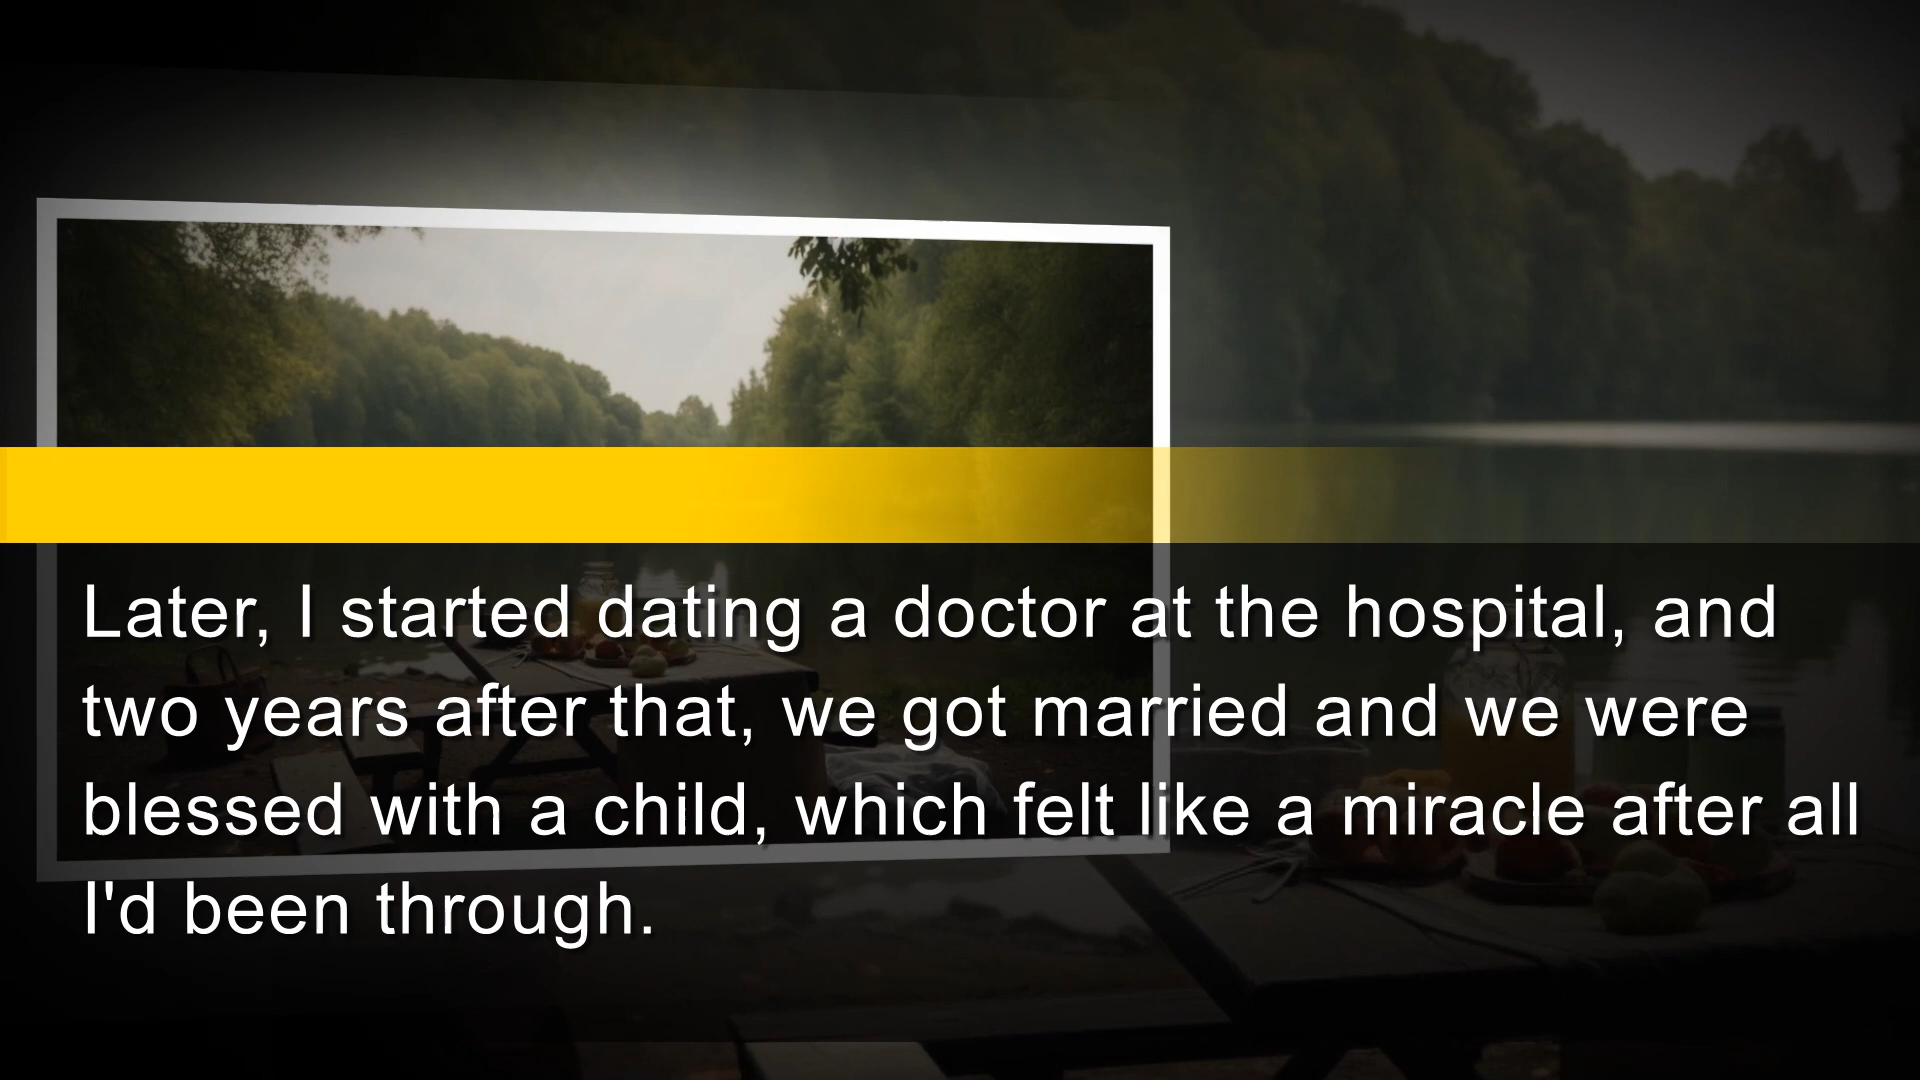 Later, I started dating a doctor at the hospital, and
two years after that, we got married and we were
blessed with a child, which felt like a miracle after all
I'd been through.